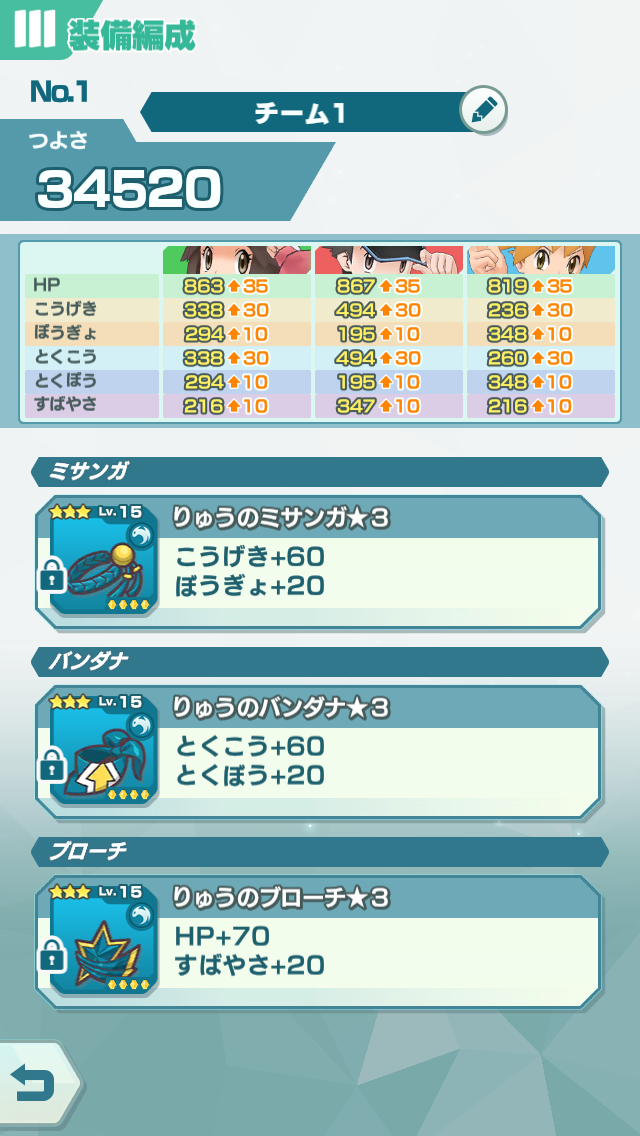 装備編成
No.1
チーム1
つよさ
34520
HP 863 35 867 35 819 35
こうげき 338 30 494 30 236 30
ぼうぎょ 294 10 195 10 348 10
とくこう 338 30 494 30 260 30
とくぼう 294 10 195 10 348 10
すばやさ 216 10 347 10 216 10
ミサンガ
Lv.15
りゅうのミサンガ★3
こうげき+60
ぼうぎょ+20
バンダナ
Lv.15
りゅうのバンダナ★3
とくこう+60
とくぼう+20
ブローチ
Lv.15
りゅうのブローチ★3
HP+70
すばやさ+20